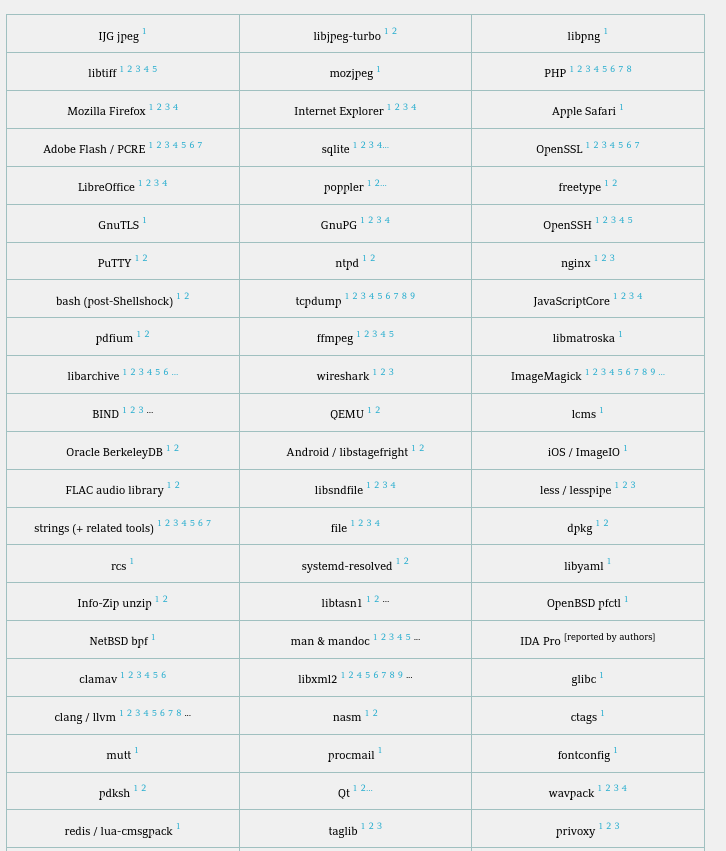 IJG jpeg 1 libjpeg-turbo 1 2 libpng 1
libtiff 1 2 3 4 5 mozjpeg 1 PHP 1 2 3 4 5 6 7 8
Mozilla Firefox 1 2 3 4 Internet Explorer 1 2 3 4 Apple Safari 1
Adobe Flash / PCRE 1 2 3 4 5 6 7 sqlite 1 2 3 4... OpenSSL 1 2 3 4 5 6 7
LibreOffice 1 2 3 4 poppler 1 2... freetype 1 2
GnuTLS 1 GnuPG 1 2 3 4 OpenSSH 1 2 3 4 5
PuTTY 1 2 ntpd 1 2 nginx 1 2 3
bash (post-Shellshock) 1 2 tcpdump 1 2 3 4 5 6 7 8 9 JavaScriptCore 1 2 3 4
pdfium 1 2 ffmpeg 1 2 3 4 5 libmatroska 1
libarchive 1 2 3 4 5 6 ... wireshark 1 2 3 ImageMagick 1 2 3 4 5 6 7 8 9 ...
BIND 1 2 3 ... QEMU 1 2 lcms 1
Oracle BerkeleyDB 1 2 Android / libstagefright 1 2 iOS / ImageIO 1
FLAC audio library 1 2 libsndfile 1 2 3 4 less / lesspipe 1 2 3
strings (+ related tools) 1 2 3 4 5 6 7 file 1 2 3 4 dpkg 1 2
rcs 1 systemd-resolved 1 2 libyaml 1
Info-Zip unzip 1 2 libtasn1 1 2 ... OpenBSD pfctl 1
NetBSD bpf 1 man & mandoc 1 2 3 4 5 ... IDA Pro [reported by authors]
clamav 1 2 3 4 5 6 libxml2 1 2 4 5 6 7 8 9 ... glibc 1
clang / llvm 1 2 3 4 5 6 7 8 ... nasm 1 2 ctags 1
mutt 1 procmail 1 fontconfig 1
pdksh 1 2 Qt 1 2... wavpack 1 2 3 4
redis / lua-cmsgpack 1 taglib 1 2 3 privoxy 1 2 3